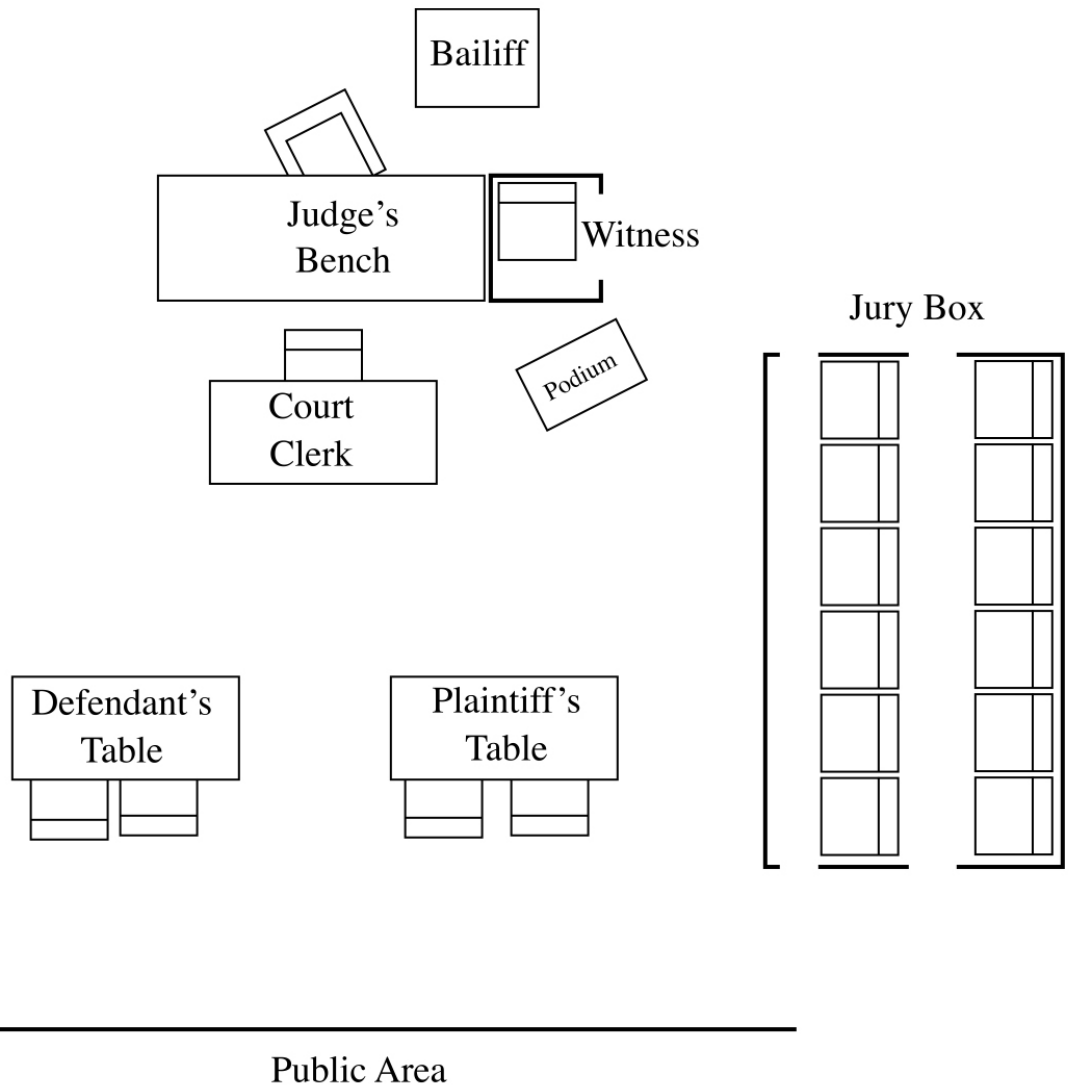 Bailiff
Judge’s
Bench
Witness
Jury Box
Podium
Court
Clerk
Defendant’s
Table
Plaintiff’s
Table
Public Area